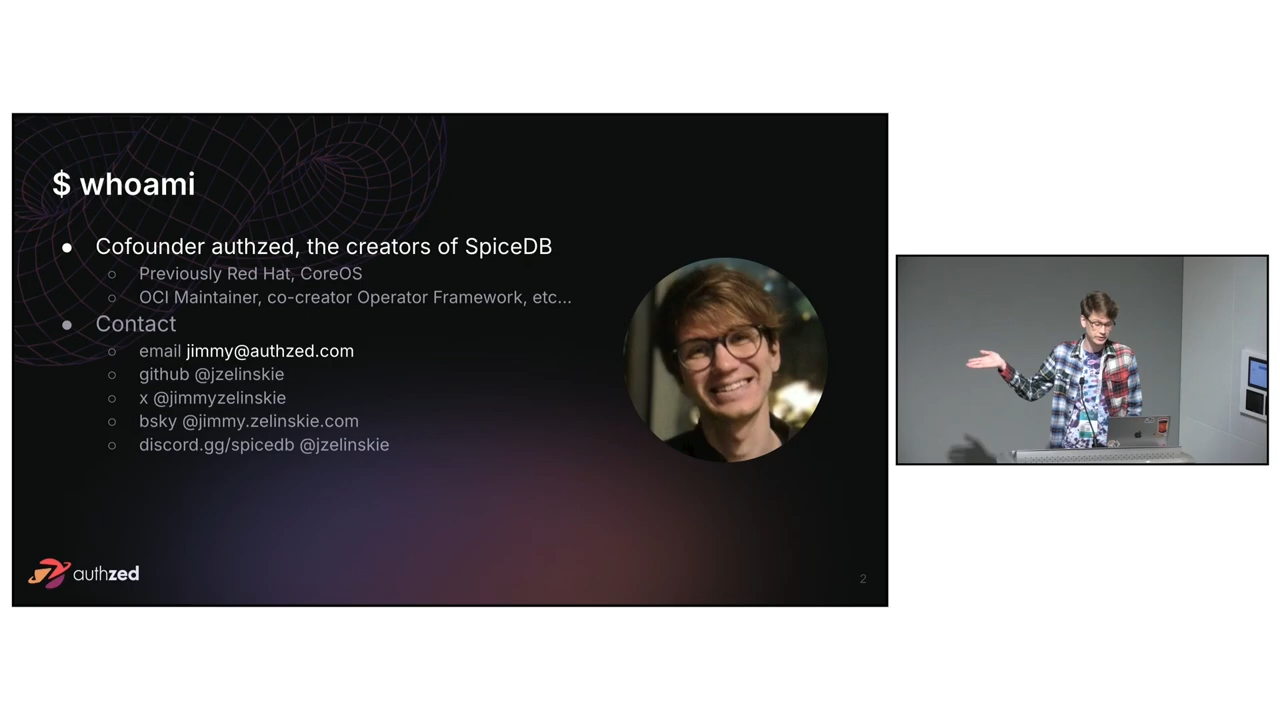 $ whoami
● Cofounder authzed, the creators of SpiceDB
○ Previously Red Hat, CoreOS
○ OCI Maintainer, co-creator Operator Framework, etc...
● Contact
○ email jimmy@authzed.com
○ github @jzelinskie
○ x @jimmyzelinskie
○ bsky @jimmy.zelinskie.com
○ discord.gg/spicedb @jzelinskie
authzed
2